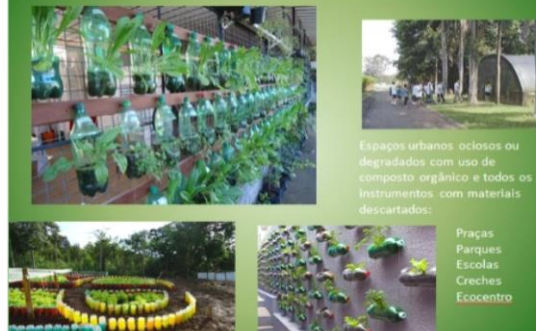 Espaços urbanos ociosos ou
degradados com uso de
composto orgânico e todos os
instrumentos com materiais
descartados:
Praças
Parques
Escolas
Creches
Ecocentro